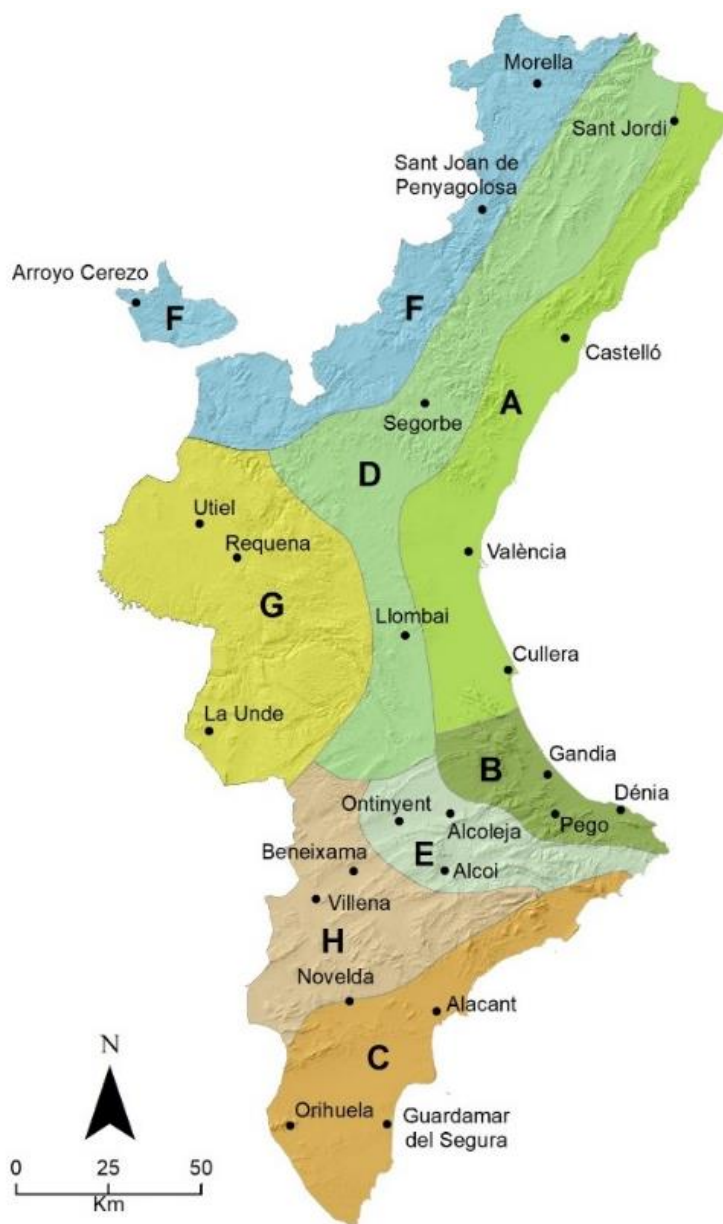 Morella
Sant Jordi
Sant Joan de
Penyagolosa
Arroyo Cerezo
F
F
Castelló
A
Segorbe
D
Utiel
Requena
València
G
Llombai
Cullera
La Unde
B
Gandia
Dénia
Ontinyent
Alcoleja
Pego
E
Beneixama
Alcoi
Villena
H
Novelda
Alacant
N
C
Orihuela
Guardamar
del Segura
0 25 50
Km